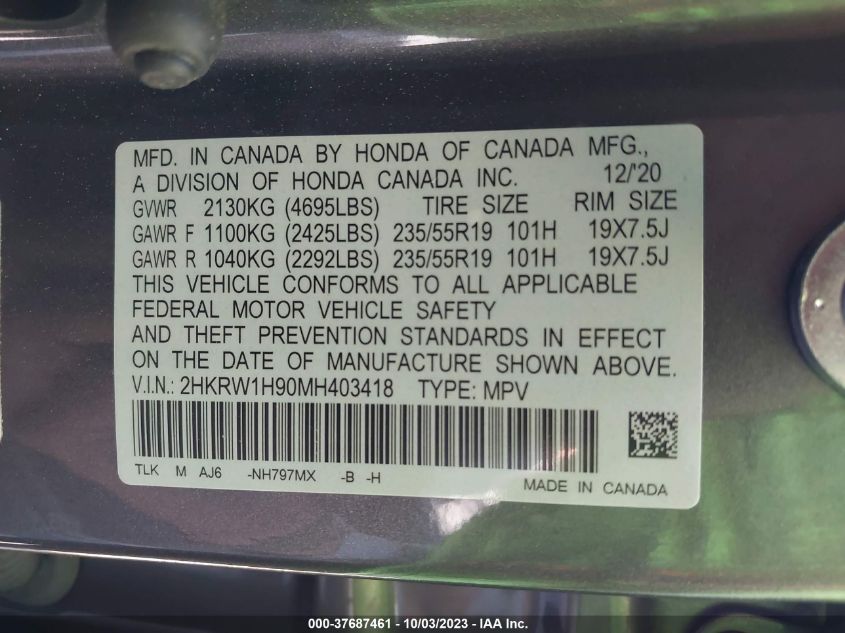 MFD. IN CANADA BY HONDA OF CANADA MFG.,
A DIVISION OF HONDA CANADA INC. 12/'20
GVWR 2130KG (4695LBS) TIRE SIZE RIM SIZE
GAWR F 1100KG (2425LBS) 235/55R19 101H 19X7.5J
GAWR R 1040KG (2292LBS) 235/55R19 101H 19X7.5J
THIS VEHICLE CONFORMS TO ALL APPLICABLE
FEDERAL MOTOR VEHICLE SAFETY
AND THEFT PREVENTION STANDARDS IN EFFECT
ON THE DATE OF MANUFACTURE SHOWN ABOVE.
V.I.N.: 2HKRW1H90MH403418 TYPE: MPV
TLK M AJ6 -NH797MX -B -H
MADE IN CANADA
000-37687461 - 10/03/2023 - IAA Inc.